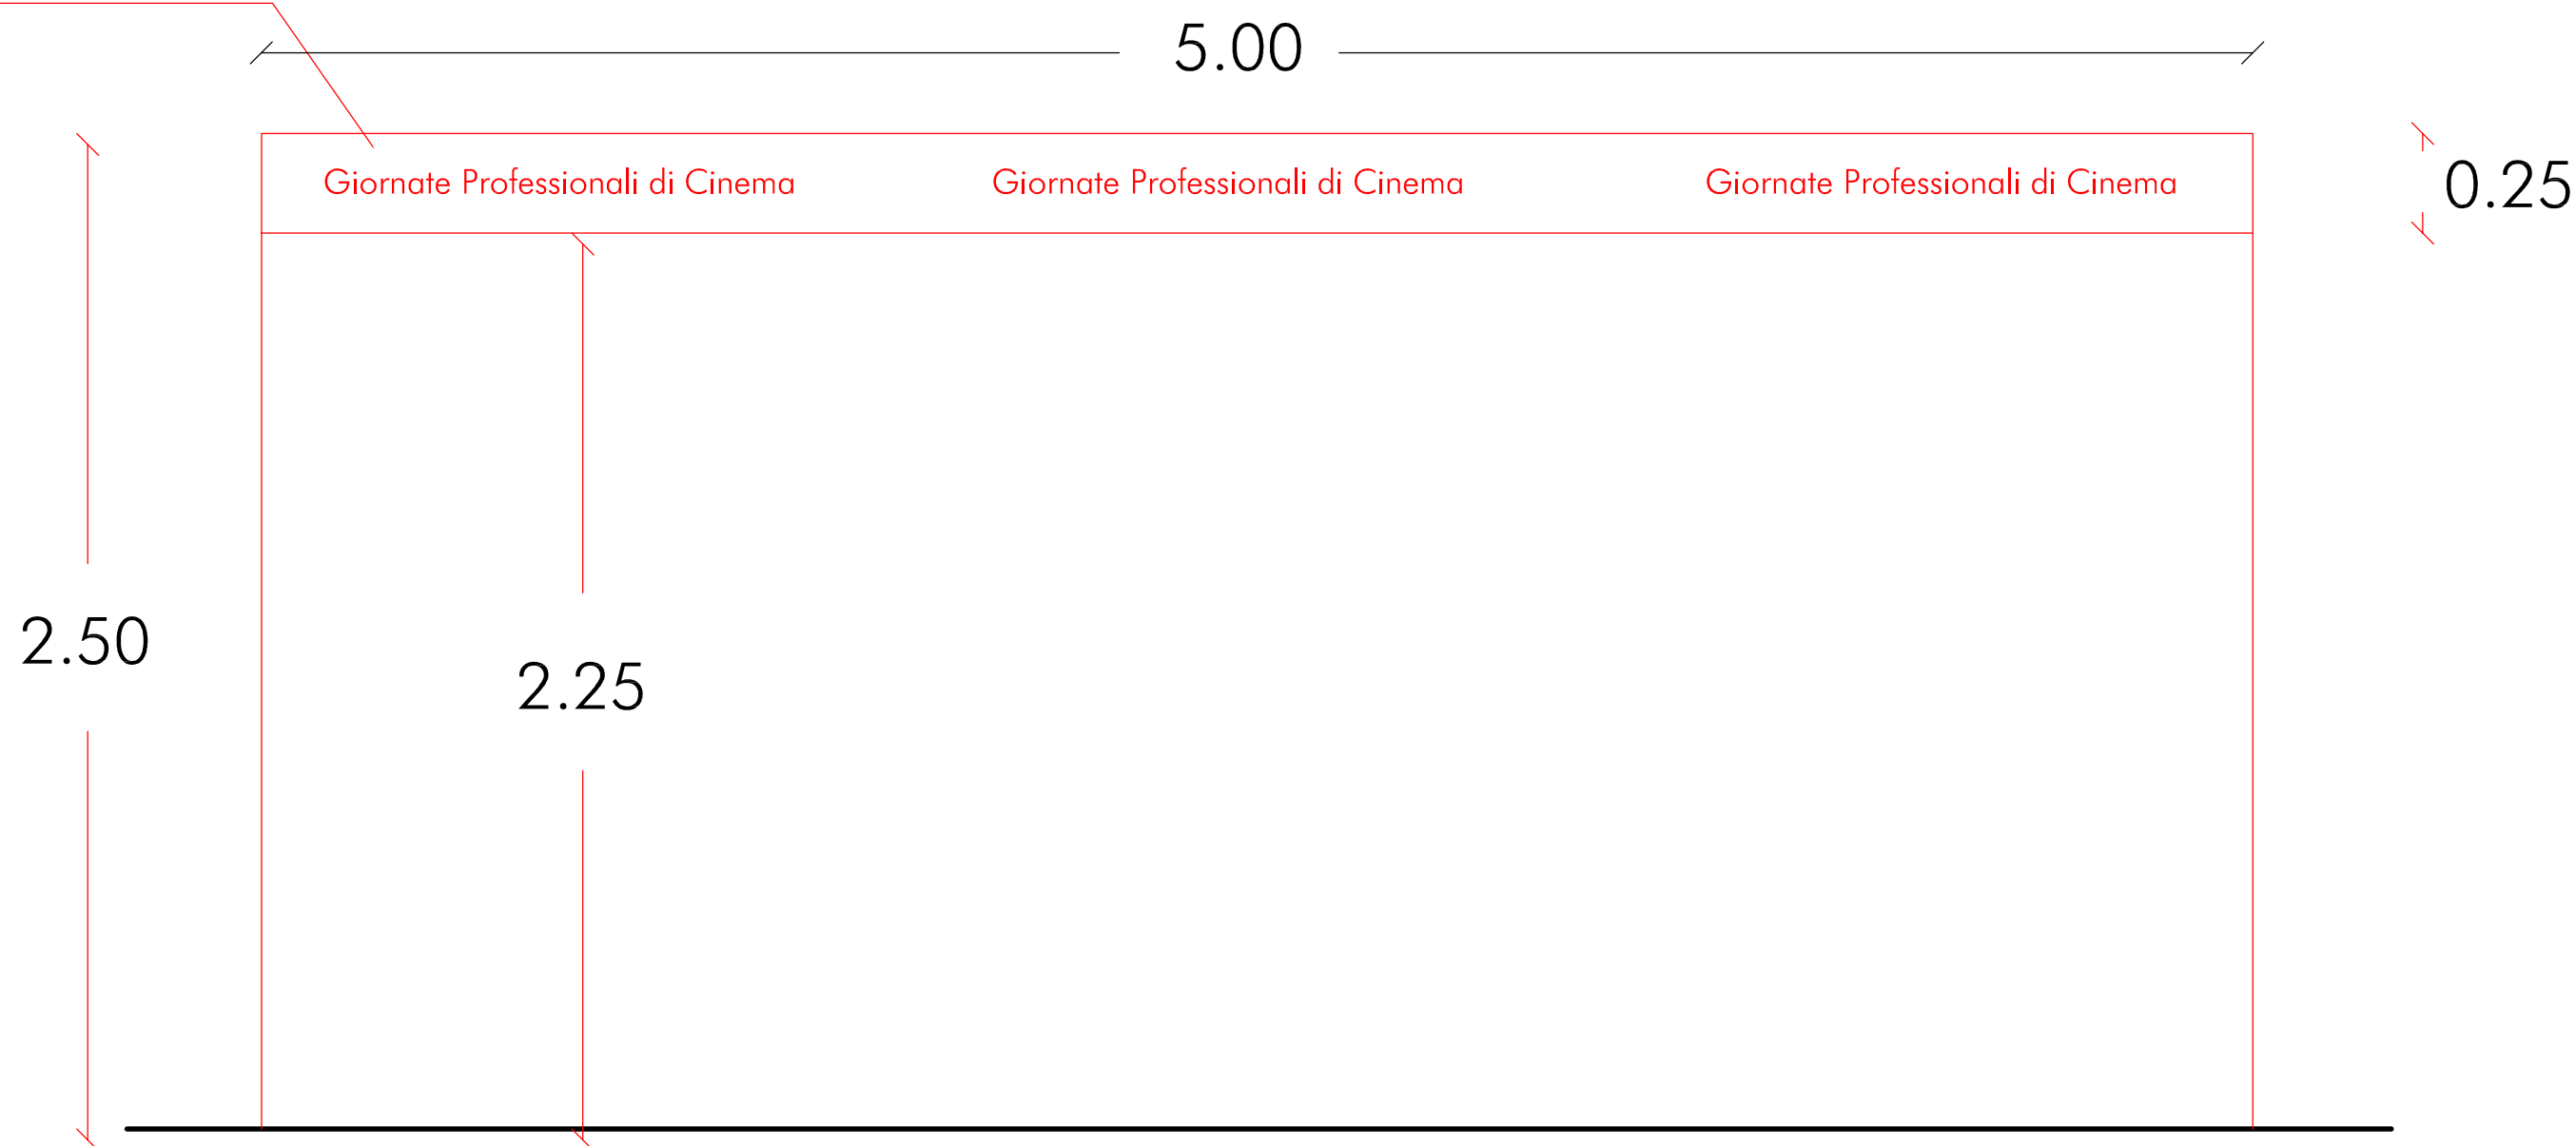 5.00
Giornate Professionali di Cinema Giornate Professionali di Cinema Giornate Professionali di Cinema
0.25
2.50
2.25